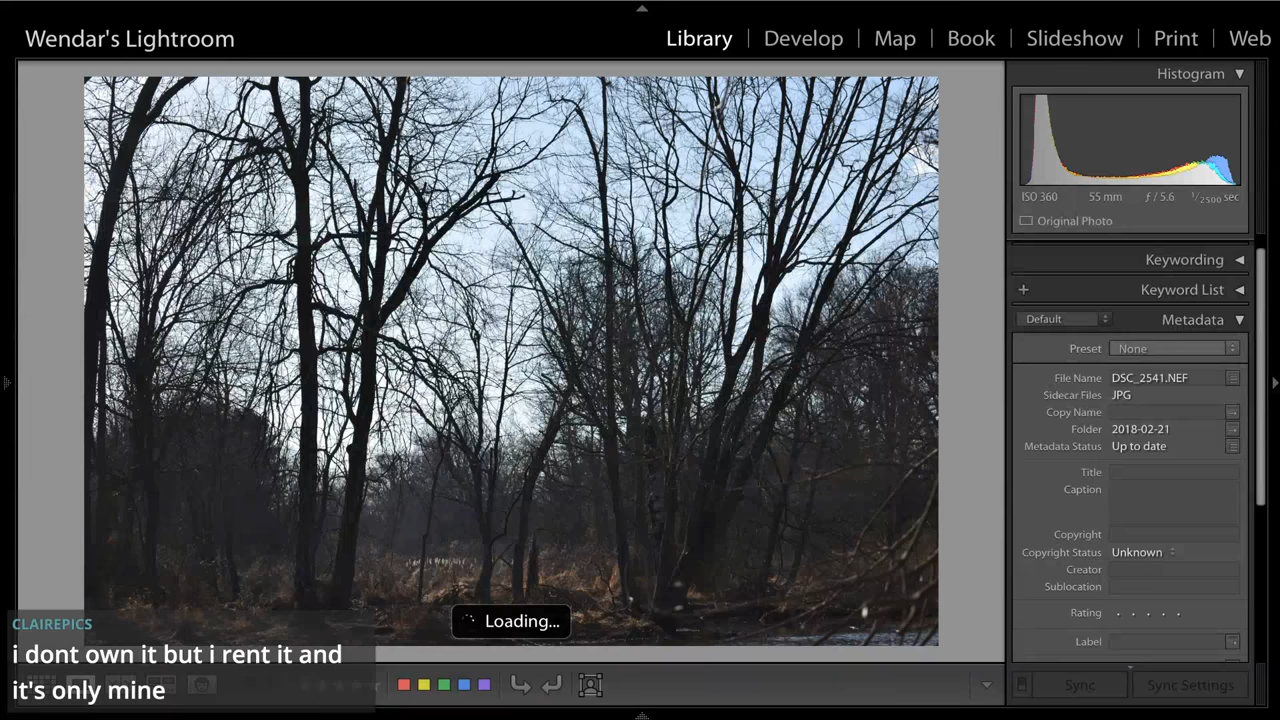 Wendar's Lightroom
Library | Develop | Map | Book | Slideshow | Print | Web
Histogram
ISO 360 55 mm ƒ / 5.6 1/2500 sec
Original Photo
Keywording
+ Keyword List
Default Metadata
Preset None
File Name DSC_2541.NEF
Sidecar Files JPG
Copy Name
Folder 2018-02-21
Metadata Status Up to date
Title
Caption
Copyright
Copyright Status Unknown
Creator
Sublocation
Rating
Label
Sync Sync Settings
Loading...
CLAIREPICS
i dont own it but i rent it and
it's only mine